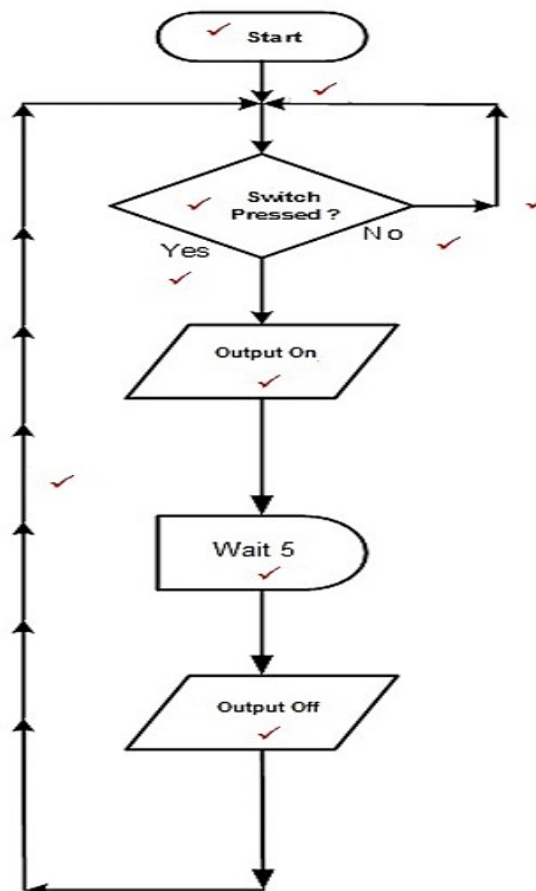 Start
Switch
Pressed ?
Yes
No
Output On
Wait 5
Output Off